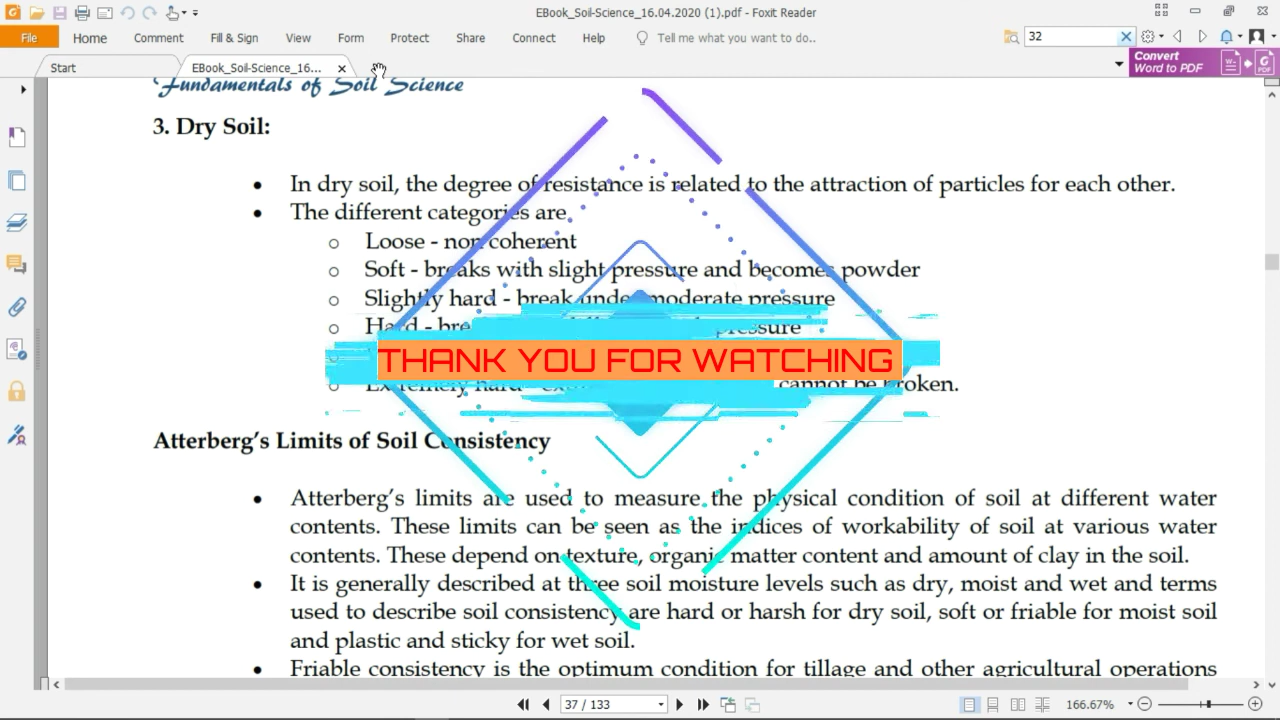 EBook_Soil-Science_16.04.2020 (1).pdf - Foxit Reader
File Home Comment Fill & Sign View Form Protect Share Connect Help Tell me what you want to do.. 32
Start EBook_Soil-Science_16... Convert Word to PDF
Fundamentals of Soil Science
3. Dry Soil:
In dry soil, the degree of resistance is related to the attraction of particles for each other.
The different categories are
Loose - non coherent
Soft - breaks with slight pressure and becomes powder
Slightly hard - break under moderate pressure
Hard - pressure
THANK YOU FOR WATCHING
Extremely hard - cannot be broken.
Atterberg's Limits of Soil Consistency
Atterberg's limits are used to measure the physical condition of soil at different water
contents. These limits can be seen as the indices of workability of soil at various water
contents. These depend on texture, organic matter content and amount of clay in the soil.
It is generally described at three soil moisture levels such as dry, moist and wet and terms
used to describe soil consistency are hard or harsh for dry soil, soft or friable for moist soil
and plastic and sticky for wet soil.
Friable consistency is the optimum condition for tillage and other agricultural operations
37 / 133 166.67%